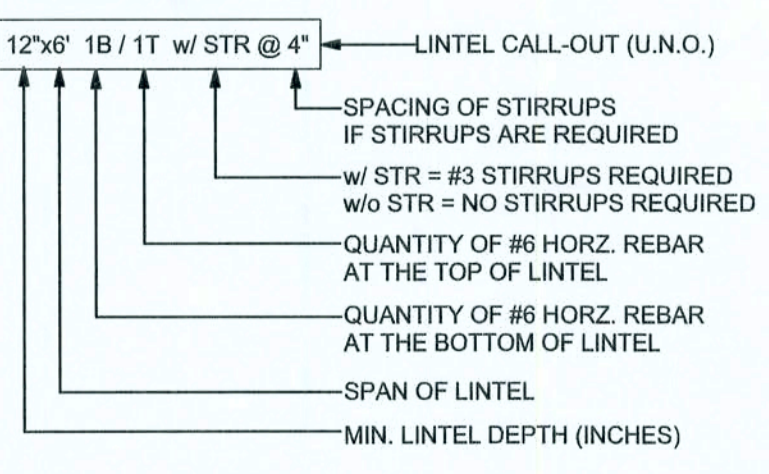 12"x6' 1B / 1T w/ STR @ 4"
LINTEL CALL-OUT (U.N.O.)
SPACING OF STIRRUPS
IF STIRRUPS ARE REQUIRED
w/ STR = #3 STIRRUPS REQUIRED
w/o STR = NO STIRRUPS REQUIRED
QUANTITY OF #6 HORZ. REBAR
AT THE TOP OF LINTEL
QUANTITY OF #6 HORZ. REBAR
AT THE BOTTOM OF LINTEL
SPAN OF LINTEL
MIN. LINTEL DEPTH (INCHES)